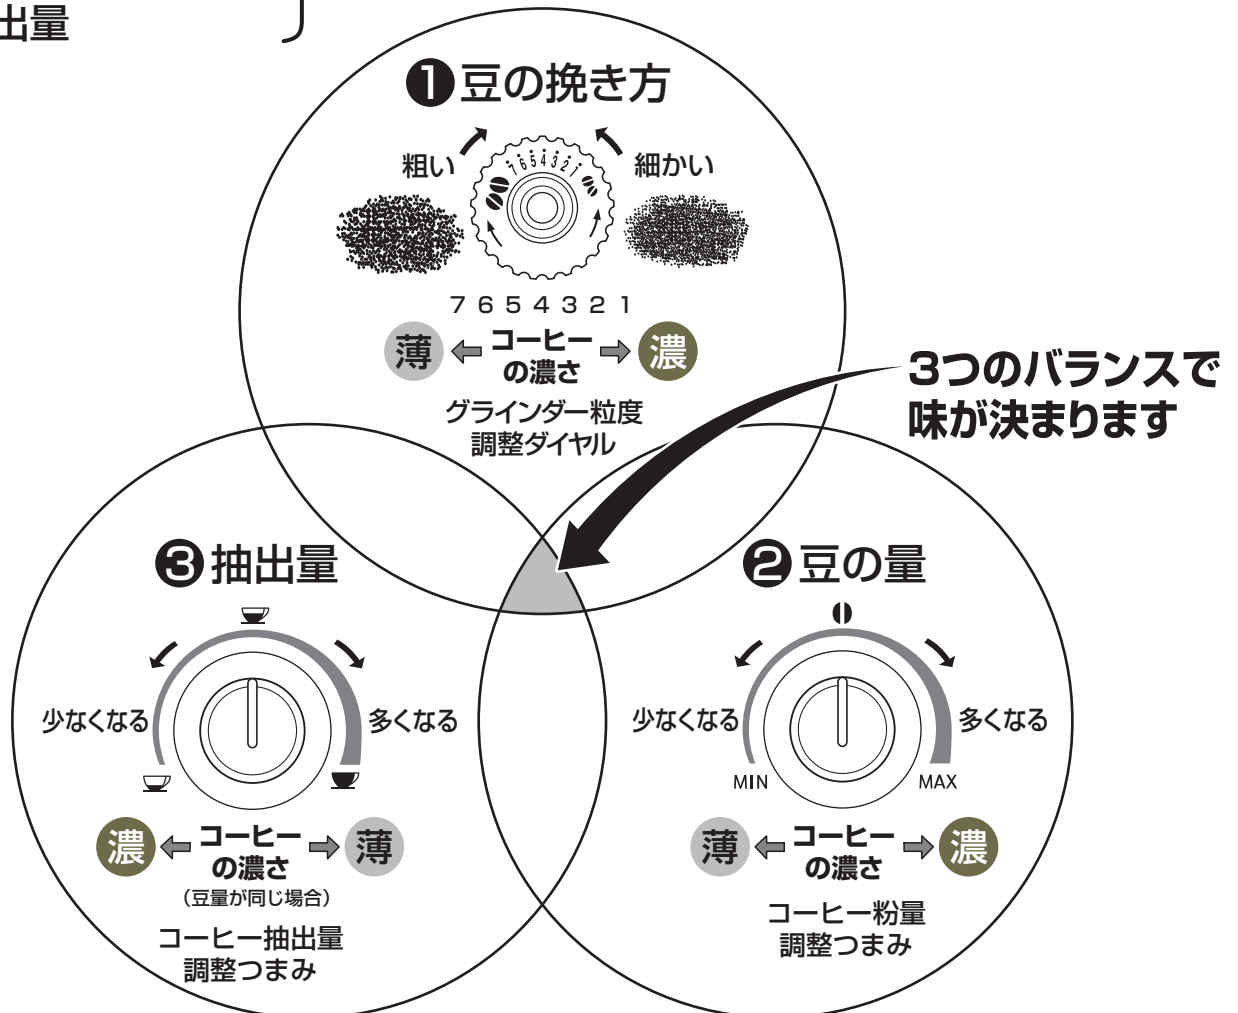 出量
❶豆の挽き方
粗い
細かい
7 6 5 4 3 2 1
7 6 5 4 3 2 1
薄
コーヒー
の濃さ
濃
グラインダー粒度
調整ダイヤル
3つのバランスで
味が決まります
❸抽出量
少なくなる
多くなる
濃
コーヒー
の濃さ
薄
(豆量が同じ場合)
コーヒー抽出量
調整つまみ
❷豆の量
少なくなる
多くなる
MIN
MAX
薄
コーヒー
の濃さ
濃
コーヒー粉量
調整つまみ